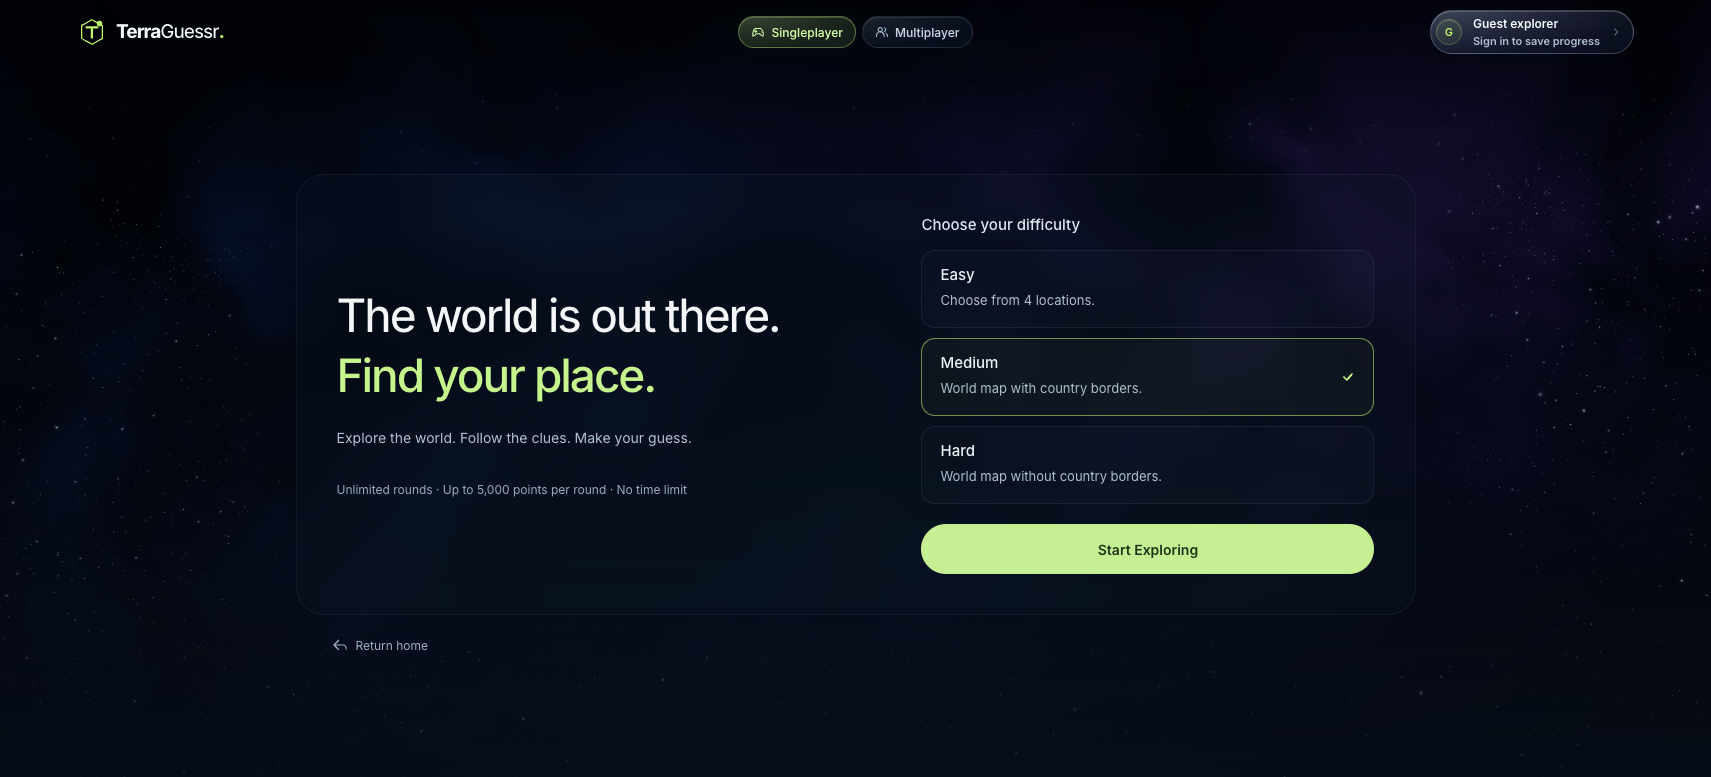 TerraGuessr.
Singleplayer
Multiplayer
G
Guest explorer
Sign in to save progress
The world is out there.
Find your place.
Explore the world. Follow the clues. Make your guess.
Unlimited rounds · Up to 5,000 points per round · No time limit
Choose your difficulty
Easy
Choose from 4 locations.
Medium
World map with country borders.
Hard
World map without country borders.
Start Exploring
Return home